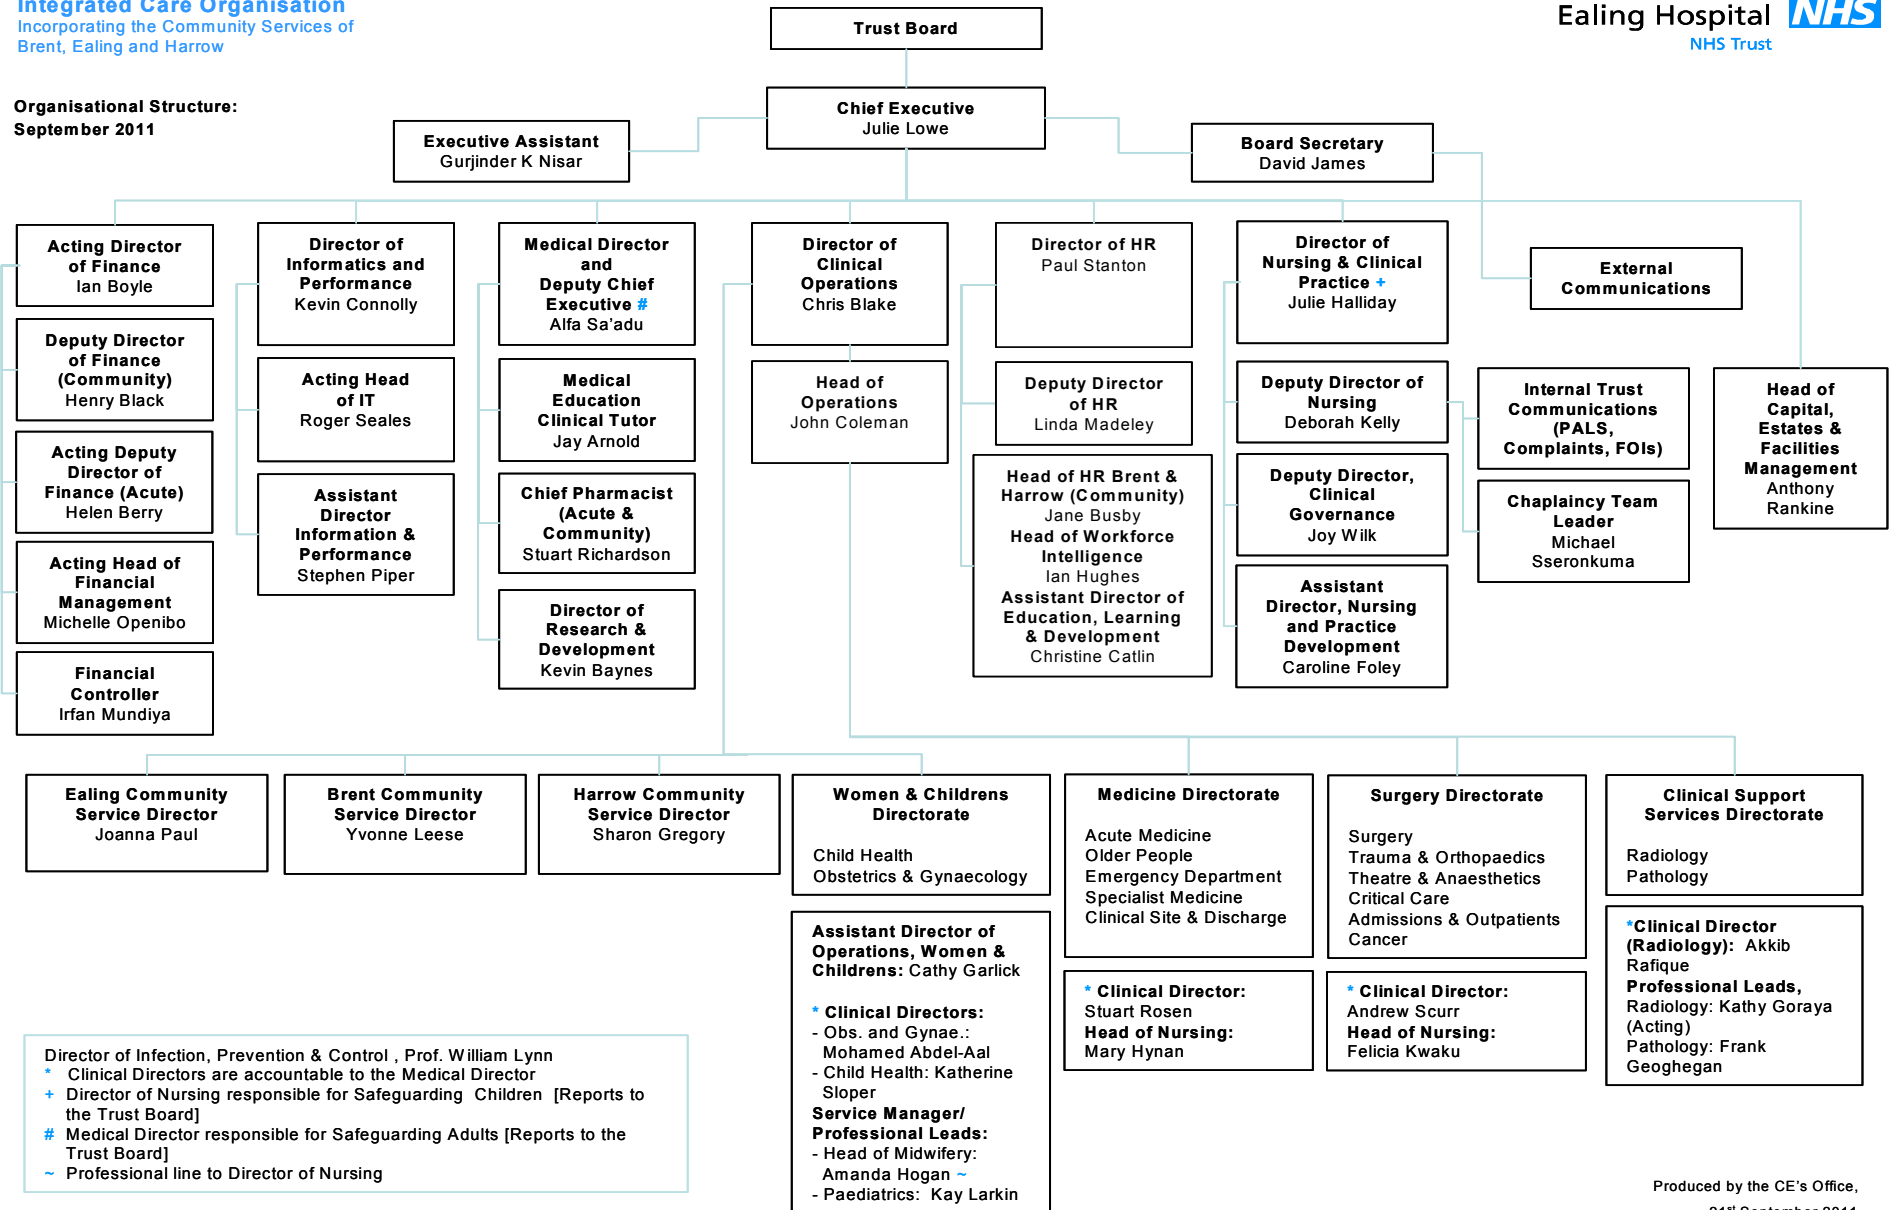 Integrated Care Organisation
Incorporating the Community Services of
Brent, Ealing and Harrow
Ealing Hospital NHS
NHS Trust
Organisational Structure:
September 2011
Trust Board
Chief Executive
Julie Lowe
Executive Assistant
Gurjinder K Nisar
Board Secretary
David James
Acting Director
of Finance
Ian Boyle
Deputy Director
of Finance
(Community)
Henry Black
Acting Deputy
Director of
Finance (Acute)
Helen Berry
Acting Head of
Financial
Management
Michelle Openibo
Financial
Controller
Irfan Mundiya
Director of
Informatics and
Performance
Kevin Connolly
Acting Head
of IT
Roger Seales
Assistant
Director
Information &
Performance
Stephen Piper
Medical Director
and
Deputy Chief
Executive #
Alfa Sa'adu
Medical
Education
Clinical Tutor
Jay Arnold
Chief Pharmacist
(Acute &
Community)
Stuart Richardson
Director of
Research &
Development
Kevin Baynes
Director of
Clinical
Operations
Chris Blake
Head of
Operations
John Coleman
Director of HR
Paul Stanton
Deputy Director
of HR
Linda Madeley
Head of HR Brent &
Harrow (Community)
Jane Busby
Head of Workforce
Intelligence
Ian Hughes
Assistant Director of
Education, Learning
& Development
Christine Catlin
Director of
Nursing & Clinical
Practice +
Julie Halliday
Deputy Director of
Nursing
Deborah Kelly
Deputy Director,
Clinical
Governance
Joy Wilk
Assistant
Director, Nursing
and Practice
Development
Caroline Foley
External
Communications
Internal Trust
Communications
(PALS,
Complaints, FOIs)
Chaplaincy Team
Leader
Michael
Sseronkuma
Head of
Capital,
Estates &
Facilities
Management
Anthony
Rankine
Ealing Community
Service Director
Joanna Paul
Brent Community
Service Director
Yvonne Leese
Harrow Community
Service Director
Sharon Gregory
Women & Childrens
Directorate
Child Health
Obstetrics & Gynaecology
Assistant Director of
Operations, Women &
Childrens: Cathy Garlick
* Clinical Directors:
- Obs. and Gynae.:
Mohamed Abdel-Aal
- Child Health: Katherine
Sloper
Service Manager/
Professional Leads:
- Head of Midwifery:
Amanda Hogan ~
- Paediatrics: Kay Larkin
Medicine Directorate
Acute Medicine
Older People
Emergency Department
Specialist Medicine
Clinical Site & Discharge
* Clinical Director:
Stuart Rosen
Head of Nursing:
Mary Hynan
Surgery Directorate
Surgery
Trauma & Orthopaedics
Theatre & Anaesthetics
Critical Care
Admissions & Outpatients
Cancer
* Clinical Director:
Andrew Scurr
Head of Nursing:
Felicia Kwaku
Clinical Support
Services Directorate
Radiology
Pathology
*Clinical Director
(Radiology): Akkib
Rafique
Professional Leads,
Radiology: Kathy Goraya
(Acting)
Pathology: Frank
Geoghegan
Director of Infection, Prevention & Control , Prof. William Lynn
* Clinical Directors are accountable to the Medical Director
+ Director of Nursing responsible for Safeguarding Children [Reports to
the Trust Board]
# Medical Director responsible for Safeguarding Adults [Reports to the
Trust Board]
~ Professional line to Director of Nursing
Produced by the CE's Office,
21st September 2011